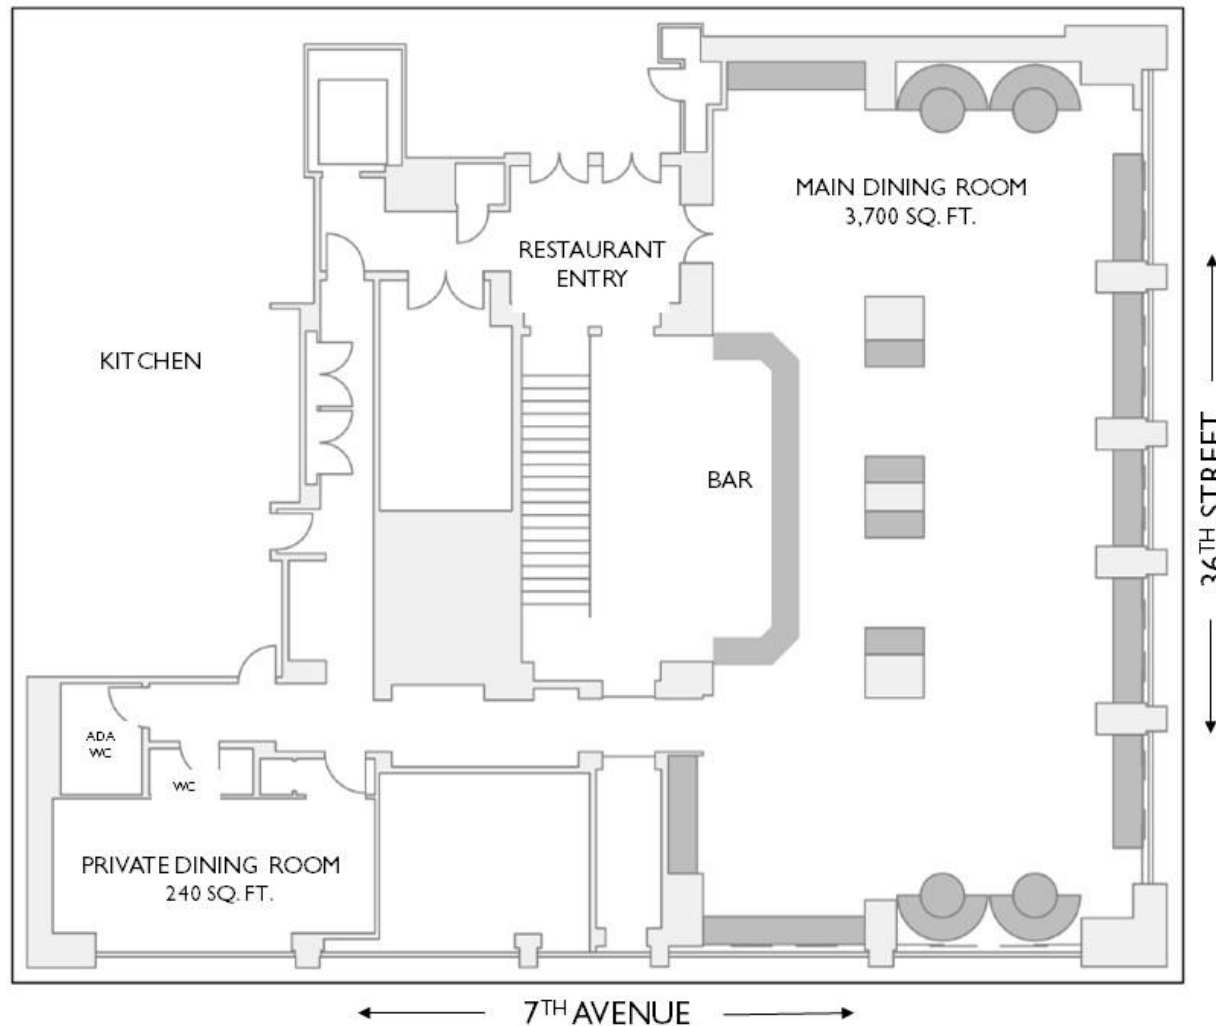 MAIN DINING ROOM
3,700 SQ. FT.
RESTAURANT
ENTRY
KITCHEN
BAR
36TH STREET
ADA
WC
WC
PRIVATE DINING ROOM
240 SQ. FT.
7TH AVENUE